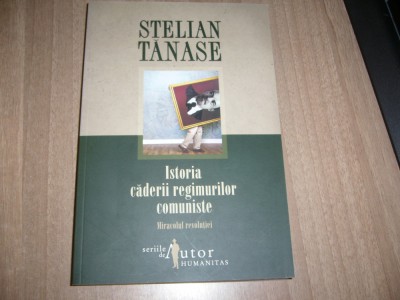 STELIAN
TĂNASE
Istoria
căderii regimurilor
comuniste
Miracolul revoluției
seriile de Autor
HUMANITAS